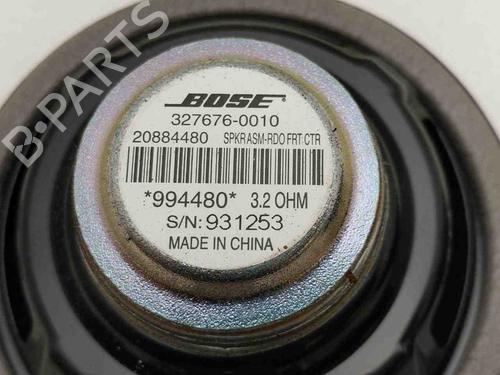 BOSE
327676-0010
20884480 SPKR ASM-RDO FRT CTR
*994480* 3.2 OHM
S/N: 931253
MADE IN CHINA
B-PARTS